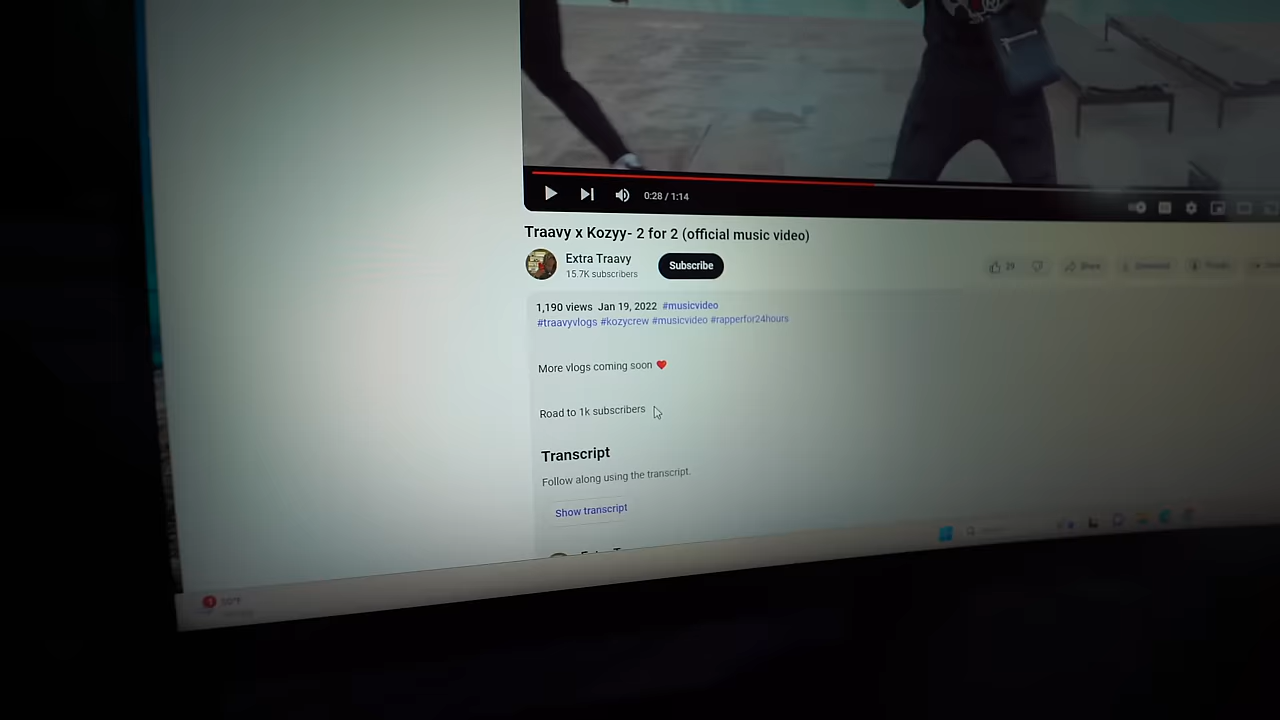 0:28 / 1:14
Traavy x Kozyy- 2 for 2 (official music video)
Extra Traavy
15.7K subscribers
Subscribe
29
Share
1,190 views Jan 19, 2022 #musicvideo
#traavyvlogs #kozycrew #musicvideo #rapperfor24hours
More vlogs coming soon
Road to 1k subscribers
Transcript
Follow along using the transcript.
Show transcript